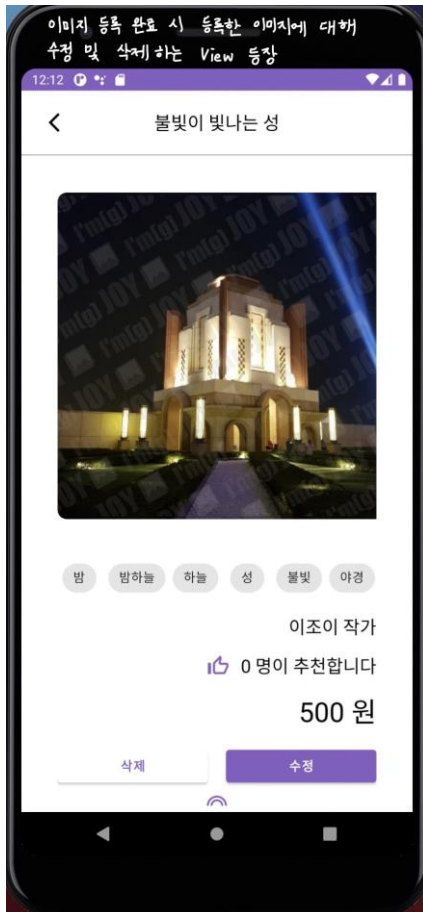 이미지 등록 완료 시 등록한 이미지에 대해
수정 및 삭제하는 View 등장
12:12
불빛이 빛나는 성
I'm(g) JOY
I'm(g) JOY
I'm(g) JOY
밤 밤하늘 하늘 성 불빛 야경
이조이 작가
0 명이 추천합니다
500 원
삭제 수정